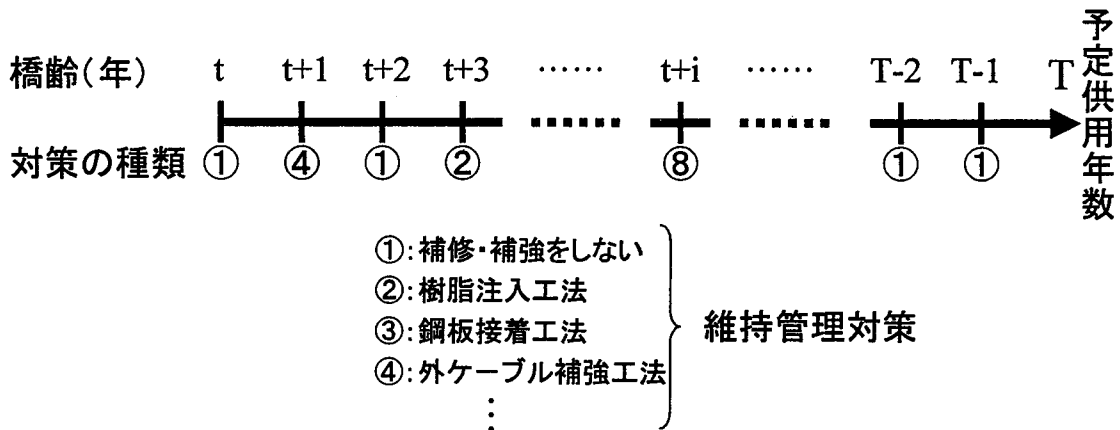 橋齢(年) t t+1 t+2 t+3 …… t+i …… T-2 T-1 T
予定供用年数
対策の種類 ① ④ ① ② ⑧ ① ①
①:補修・補強をしない
②:樹脂注入工法
③:鋼板接着工法
④:外ケーブル補強工法
⋮
維持管理対策